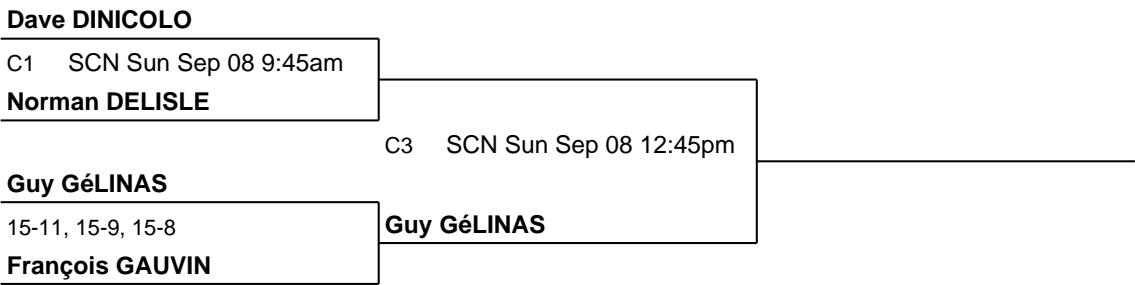 Dave DINICOLO
C1 SCN Sun Sep 08 9:45am
Norman DELISLE
C3 SCN Sun Sep 08 12:45pm
Guy GéLINAS
15-11, 15-9, 15-8
Guy GéLINAS
François GAUVIN